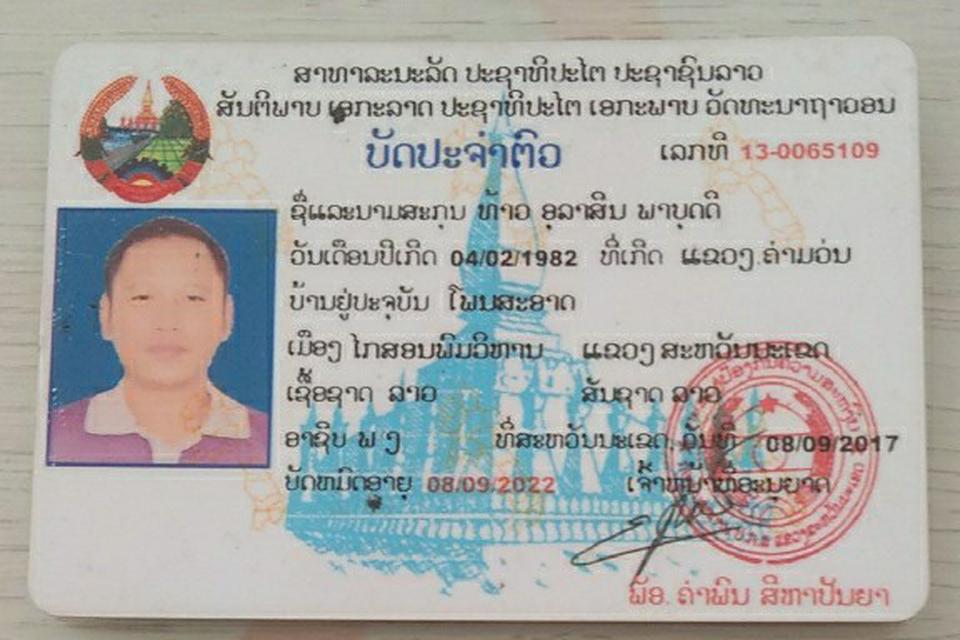 ສາທາລະນະລັດ ປະຊາທິປະໄຕ ປະຊາຊົນລາວ
ສັນຕິພາບ ເອກະລາດ ປະຊາທິປະໄຕ ເອກະພາບ ວັດທະນາຖາວອນ
ບັດປະຈຳຕົວ ເລກທີ 13-0065109
ຊື່ແລະນາມສະກຸນ ທ້າວ ອຸລາສີນ ພາບຸດດີ
ວັນເດືອນປີເກີດ 04/02/1982 ທີ່ເກີດ ແຂວງ.ຄຳມ່ວນ
ບ້ານຢູ່ປະຈຸບັນ ໂພນສະອາດ
ເມືອງ ໄກສອນພົມວິຫານ ແຂວງ ສະຫວັນນະເຂດ
ເຊື້ອຊາດ ລາວ ສັນຊາດ ລາວ
ອາຊີບ ພ ງ ທີ່ສະຫວັນນະເຂດ, ວັນທີ 08/09/2017
ບັດຫມົດອາຍຸ 08/09/2022 ເຈົ້າຫນ້າທີ່ອະນຸຍາດ
ພັອ. ຄຳພົນ ສິຫາປັນຍາ